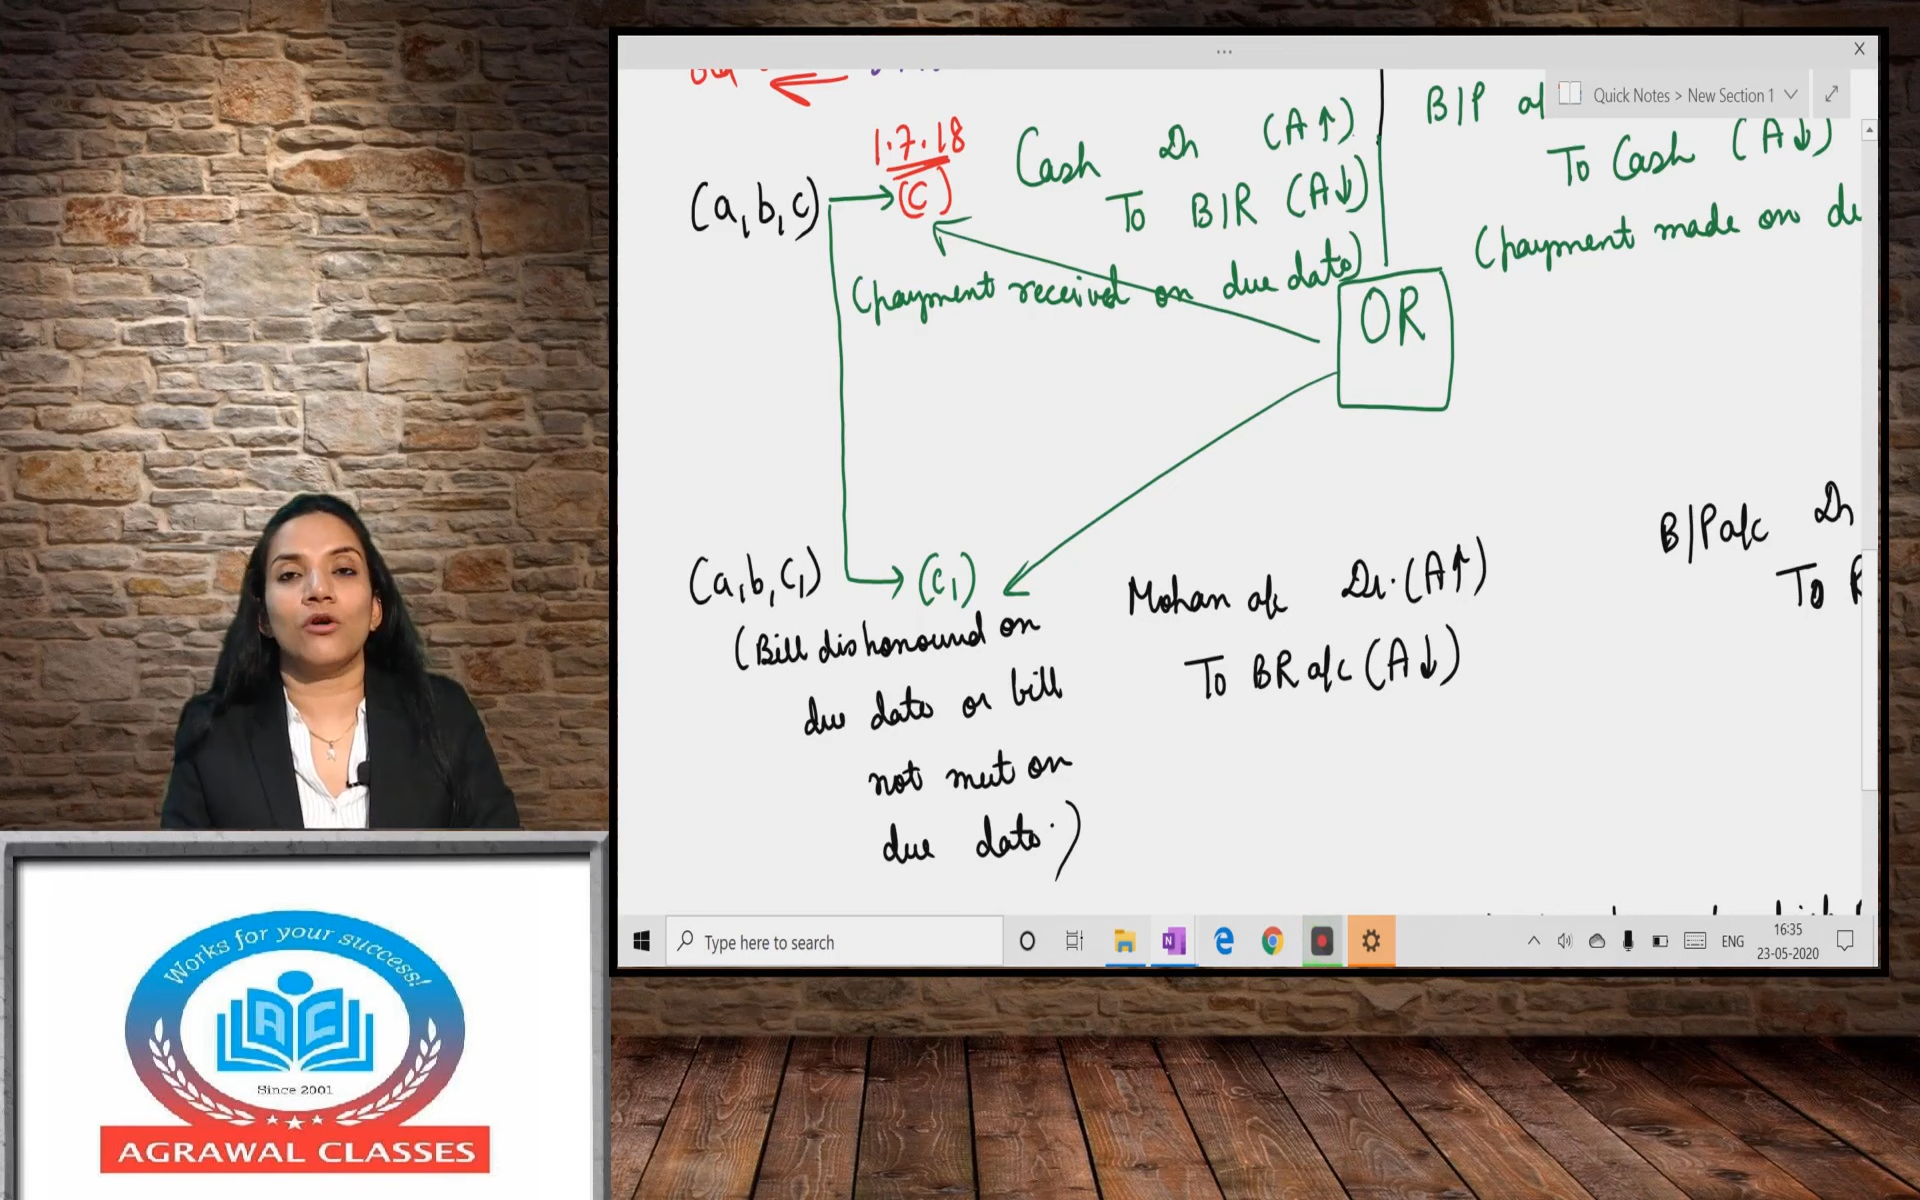 Quick Notes > New Section 1
B/P
1.7.18
Cash Dr (A↑)
To Cash (A↓)
(a, b, c) → (C)
To B/R (A↓)
(payment made on du
(payment received on due date)
OR
B/P a/c Dr
To
(a, b, c₁)
(C₁)
Mohan a/c Dr. (A↑)
(Bill dishonoured on
To BR a/c (A↓)
due date or bill
not meet on
due date.)
Type here to search
ENG
16:35
23-05-2020
Works for your success!
AC
Since 2001
AGRAWAL CLASSES